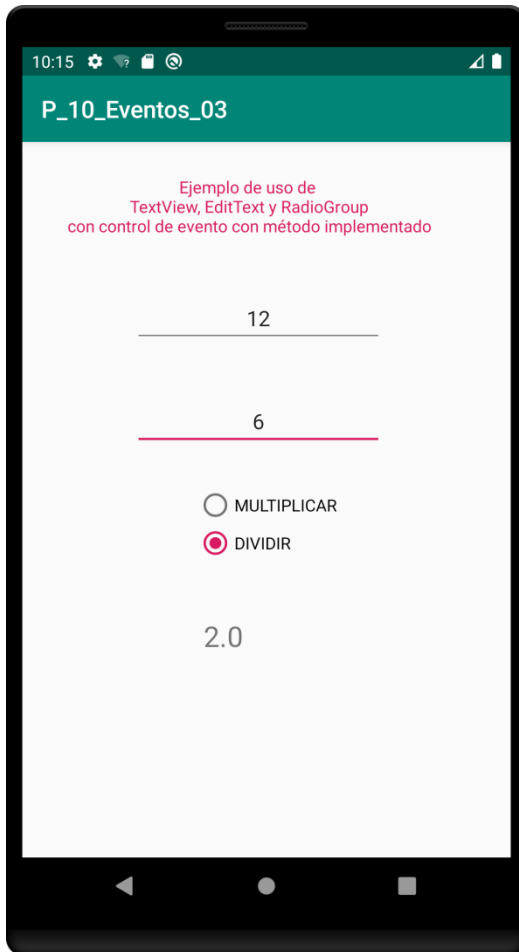 10:15
P_10_Eventos_03
Ejemplo de uso de
TextView, EditText y RadioGroup
con control de evento con método implementado
12
6
MULTIPLICAR
DIVIDIR
2.0